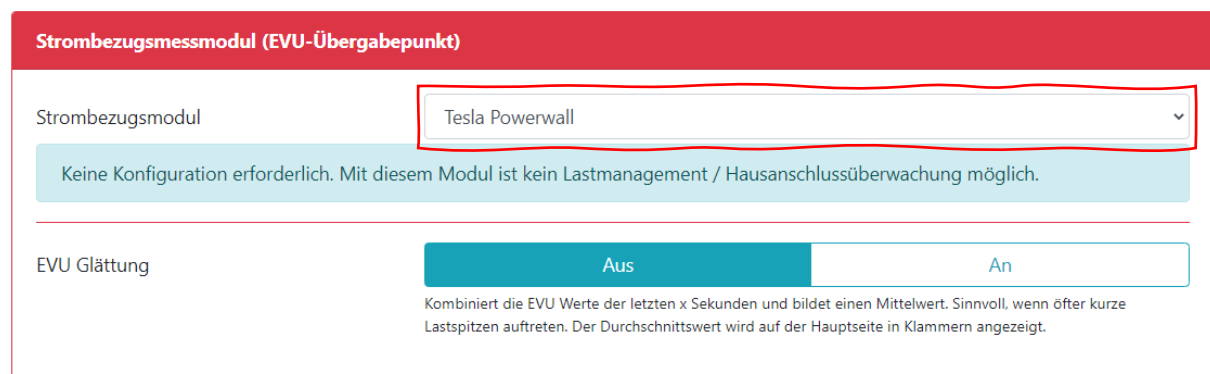 Strombezugsmessmodul (EVU-Übergabepunkt)
Strombezugsmodul
Tesla Powerwall
Keine Konfiguration erforderlich. Mit diesem Modul ist kein Lastmanagement / Hausanschlussüberwachung möglich.
EVU Glättung
Aus
An
Kombiniert die EVU Werte der letzten x Sekunden und bildet einen Mittelwert. Sinnvoll, wenn öfter kurze
Lastspitzen auftreten. Der Durchschnittswert wird auf der Hauptseite in Klammern angezeigt.